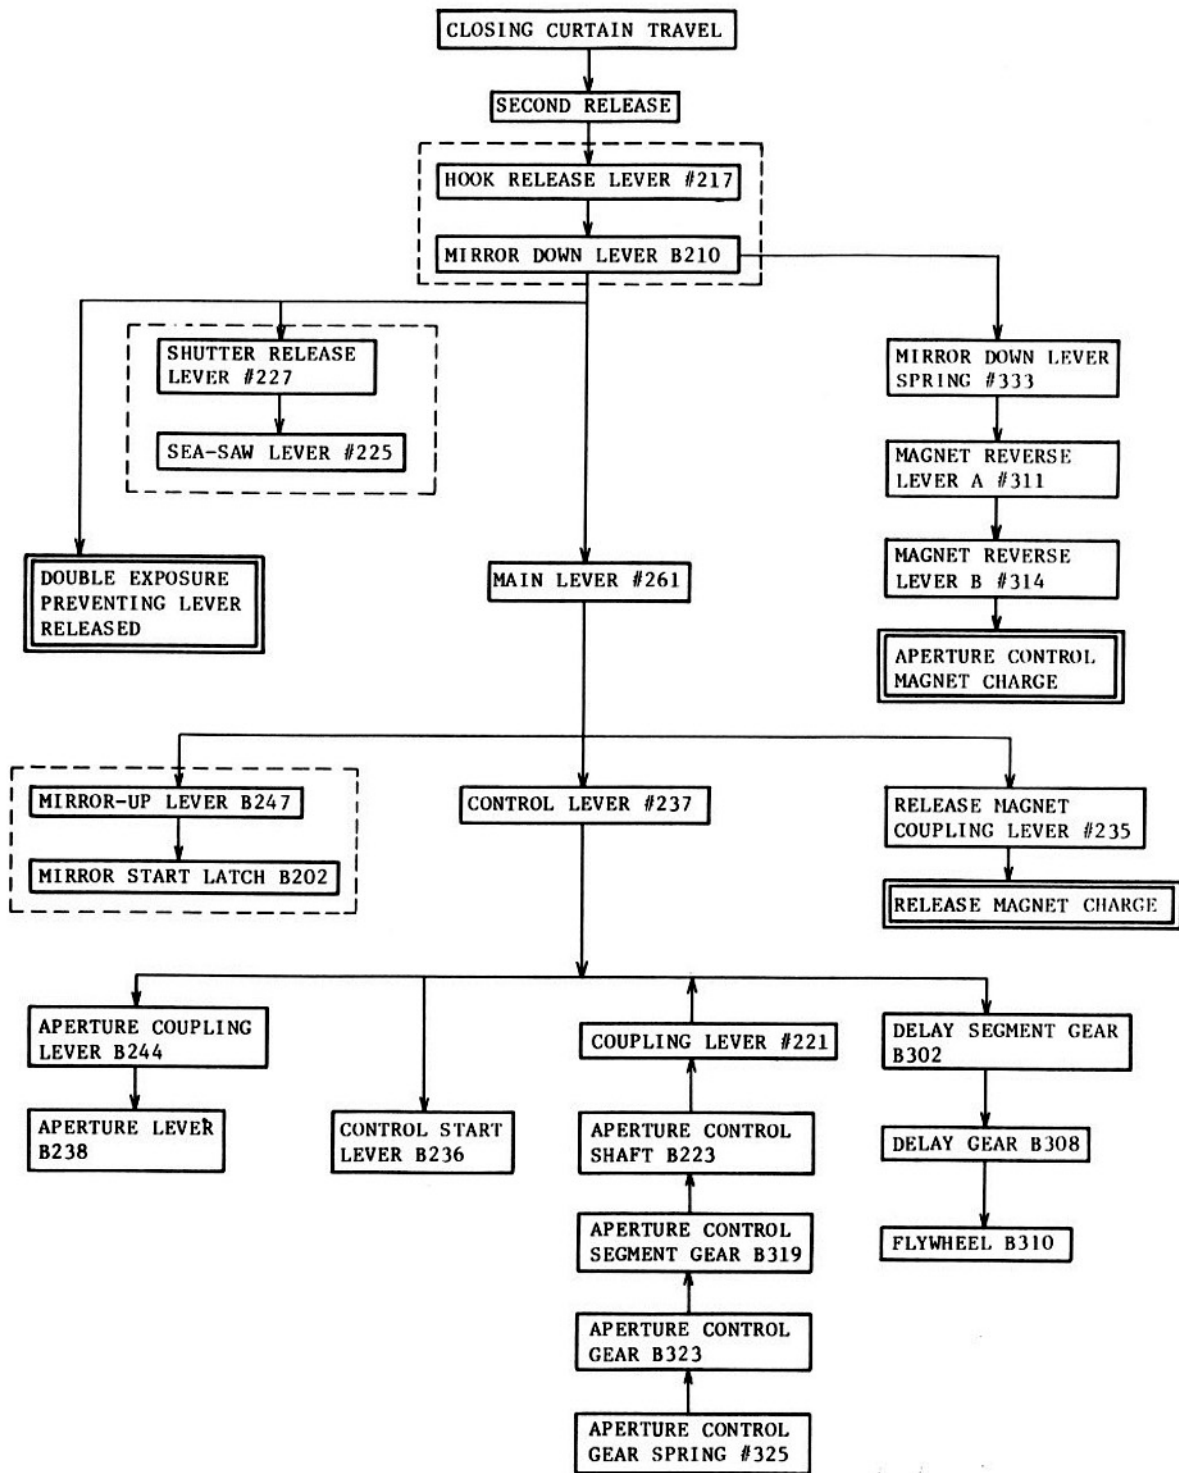 CLOSING CURTAIN TRAVEL
SECOND RELEASE
HOOK RELEASE LEVER #217
MIRROR DOWN LEVER B210
SHUTTER RELEASE
LEVER #227
SEA-SAW LEVER #225
MIRROR DOWN LEVER
SPRING #333
MAGNET REVERSE
LEVER A #311
MAGNET REVERSE
LEVER B #314
APERTURE CONTROL
MAGNET CHARGE
DOUBLE EXPOSURE
PREVENTING LEVER
RELEASED
MAIN LEVER #261
MIRROR-UP LEVER B247
MIRROR START LATCH B202
CONTROL LEVER #237
RELEASE MAGNET
COUPLING LEVER #235
RELEASE MAGNET CHARGE
APERTURE COUPLING
LEVER B244
APERTURE LEVER
B238
CONTROL START
LEVER B236
COUPLING LEVER #221
APERTURE CONTROL
SHAFT B223
APERTURE CONTROL
SEGMENT GEAR B319
APERTURE CONTROL
GEAR B323
APERTURE CONTROL
GEAR SPRING #325
DELAY SEGMENT GEAR
B302
DELAY GEAR B308
FLYWHEEL B310